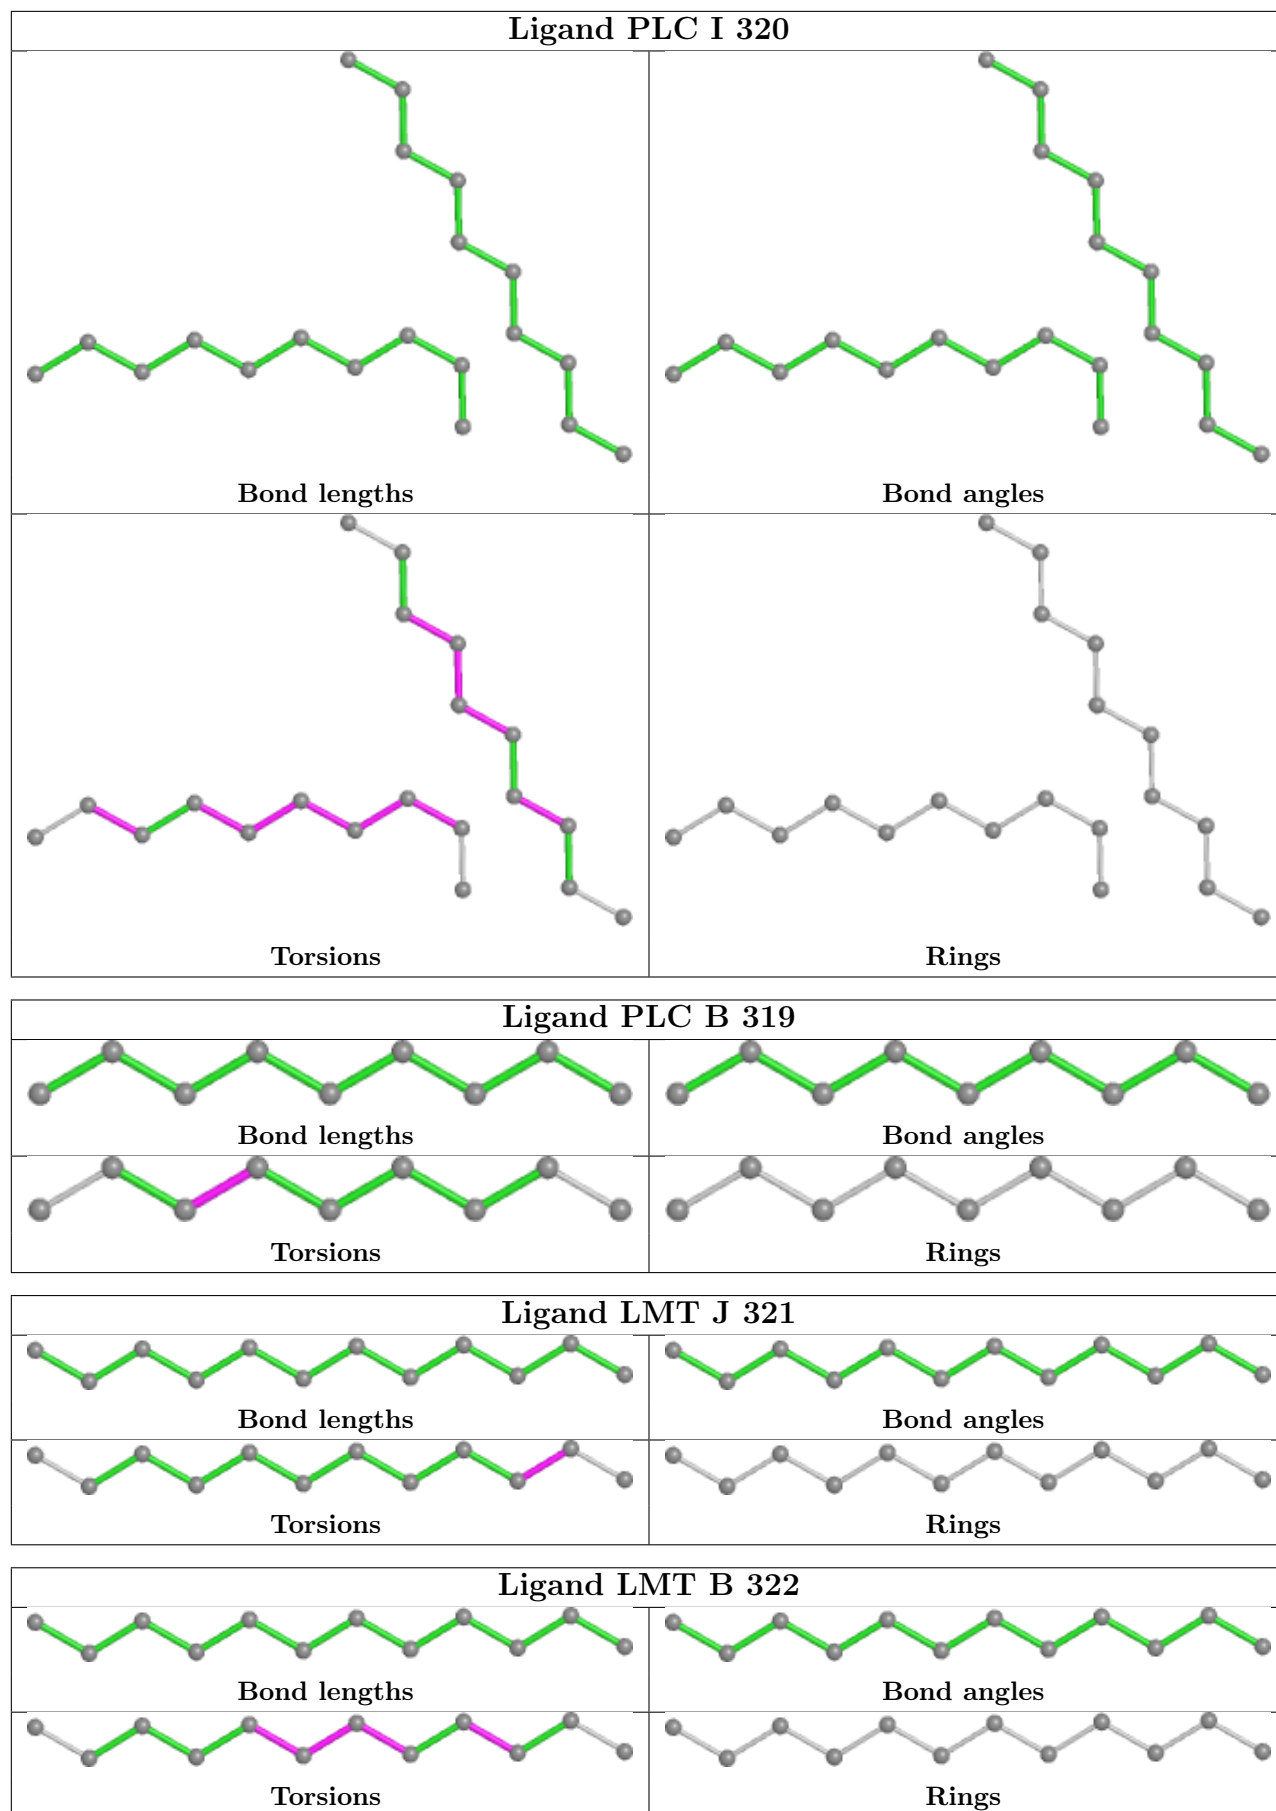 Ligand PLC I 320
Bond lengths
Bond angles
Torsions
Rings
Ligand PLC B 319
Bond lengths
Bond angles
Torsions
Rings
Ligand LMT J 321
Bond lengths
Bond angles
Torsions
Rings
Ligand LMT B 322
Bond lengths
Bond angles
Torsions
Rings